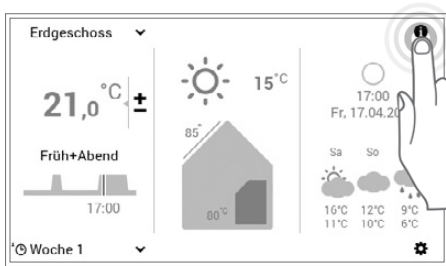 Erdgeschoss
21,0 °C ±
Früh+Abend
17:00
Woche 1
15°C
85°
80°C
17:00
Fr, 17.04.20
Sa So
16°C 12°C 9°C
11°C 10°C 6°C